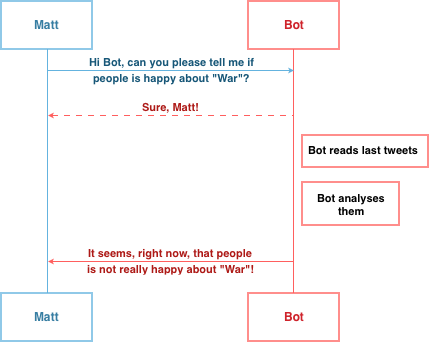 Matt
Bot
Hi Bot, can you please tell me if
people is happy about "War"?
Sure, Matt!
Bot reads last tweets
Bot analyses
them
It seems, right now, that people
is not really happy about "War"!
Matt
Bot